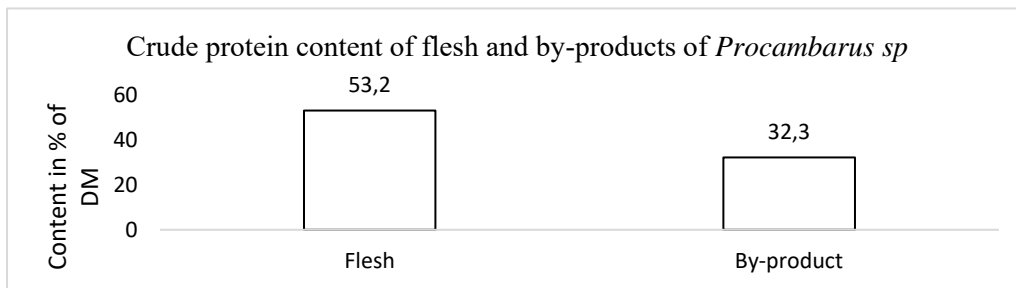 Crude protein content of flesh and by-products of Procambarus sp
Content in % of
DM
60
40
20
0
53,2
32,3
Flesh
By-product